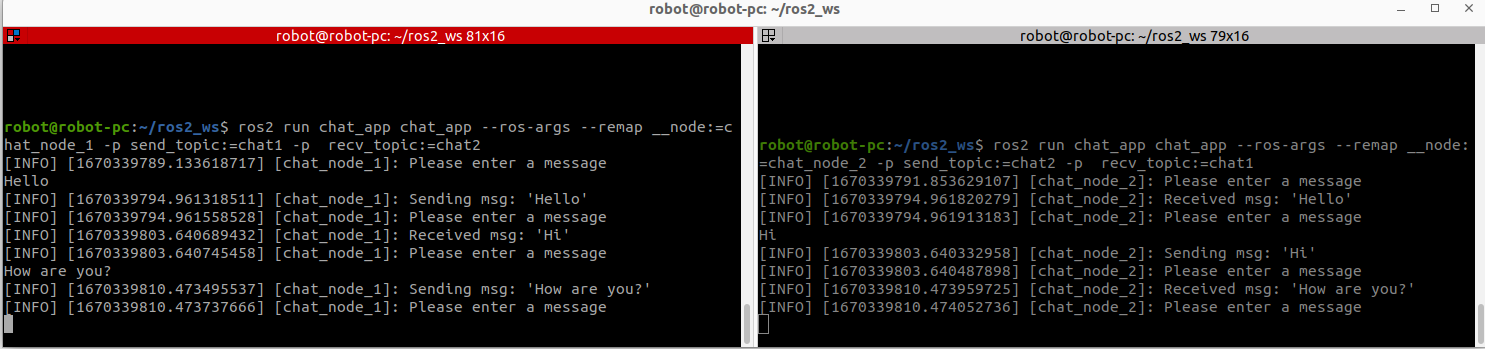 robot@robot-pc: ~/ros2_ws
robot@robot-pc: ~/ros2_ws 81x16
robot@robot-pc:~/ros2_ws$ ros2 run chat_app chat_app --ros-args --remap __node:=c
hat_node_1 -p send_topic:=chat1 -p  recv_topic:=chat2
[INFO] [1670339789.133618717] [chat_node_1]: Please enter a message
Hello
[INFO] [1670339794.961318511] [chat_node_1]: Sending msg: 'Hello'
[INFO] [1670339794.961558528] [chat_node_1]: Please enter a message
[INFO] [1670339803.640689432] [chat_node_1]: Received msg: 'Hi'
[INFO] [1670339803.640745458] [chat_node_1]: Please enter a message
How are you?
[INFO] [1670339810.473495537] [chat_node_1]: Sending msg: 'How are you?'
[INFO] [1670339810.473737666] [chat_node_1]: Please enter a message
robot@robot-pc: ~/ros2_ws 79x16
robot@robot-pc:~/ros2_ws$ ros2 run chat_app chat_app --ros-args --remap __node:
=chat_node_2 -p send_topic:=chat2 -p  recv_topic:=chat1
[INFO] [1670339791.853629107] [chat_node_2]: Please enter a message
[INFO] [1670339794.961820279] [chat_node_2]: Received msg: 'Hello'
[INFO] [1670339794.961913183] [chat_node_2]: Please enter a message
Hi
[INFO] [1670339803.640332958] [chat_node_2]: Sending msg: 'Hi'
[INFO] [1670339803.640487898] [chat_node_2]: Please enter a message
[INFO] [1670339810.473959725] [chat_node_2]: Received msg: 'How are you?'
[INFO] [1670339810.474052736] [chat_node_2]: Please enter a message